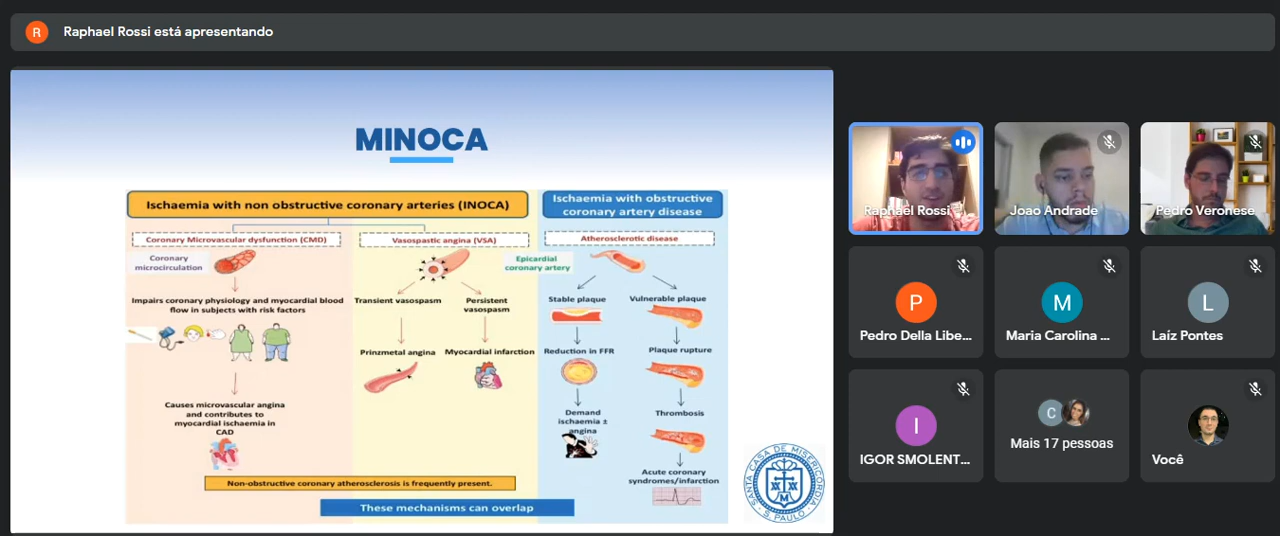 R
Raphael Rossi está apresentando
MINOCA
Ischaemia with non obstructive coronary arteries (INOCA)
Ischaemia with obstructive
coronary artery disease
Coronary Microvascular dysfunction (CMD)
Vasospastic angina (VSA)
Atherosclerotic disease
Coronary
microcirculation
Epicardial
coronary artery
Impairs coronary physiology and myocardial blood
flow in subjects with risk factors
Transient vasospasm
Persistent
vasospasm
Stable plaque
Vulnerable plaque
Prinzmetal angina
Myocardial infarction
Reduction in FFR
Plaque rupture
Causes microvascular angina
and contributes to
myocardial ischaemia in
CAD
Demand
ischaemia ±
angina
Thrombosis
Acute coronary
syndromes/infarction
Non-obstructive coronary atherosclerosis is frequently present.
These mechanisms can overlap
SANTA CASA DE MISERICORDIA
S. PAULO
M
Raphael Rossi
Joao Andrade
Pedro Veronese
P
Pedro Della Libe...
M
Maria Carolina ...
L
Laíz Pontes
I
IGOR SMOLENT...
C
Mais 17 pessoas
Você